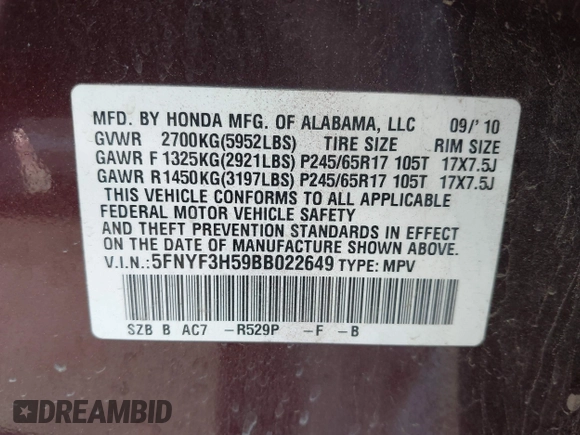 MFD. BY HONDA MFG. OF ALABAMA, LLC 09/' 10
GVWR 2700KG(5952LBS) TIRE SIZE RIM SIZE
GAWR F 1325KG(2921LBS) P245/65R17 105T 17X7.5J
GAWR R1450KG(3197LBS) P245/65R17 105T 17X7.5J
THIS VEHICLE CONFORMS TO ALL APPLICABLE
FEDERAL MOTOR VEHICLE SAFETY
AND THEFT PREVENTION STANDARDS IN EFFECT
ON THE DATE OF MANUFACTURE SHOWN ABOVE.
V.I.N.:5FNYF3H59BB022649 TYPE: MPV
SZB B AC7 -R529P -F -B
DREAMBID